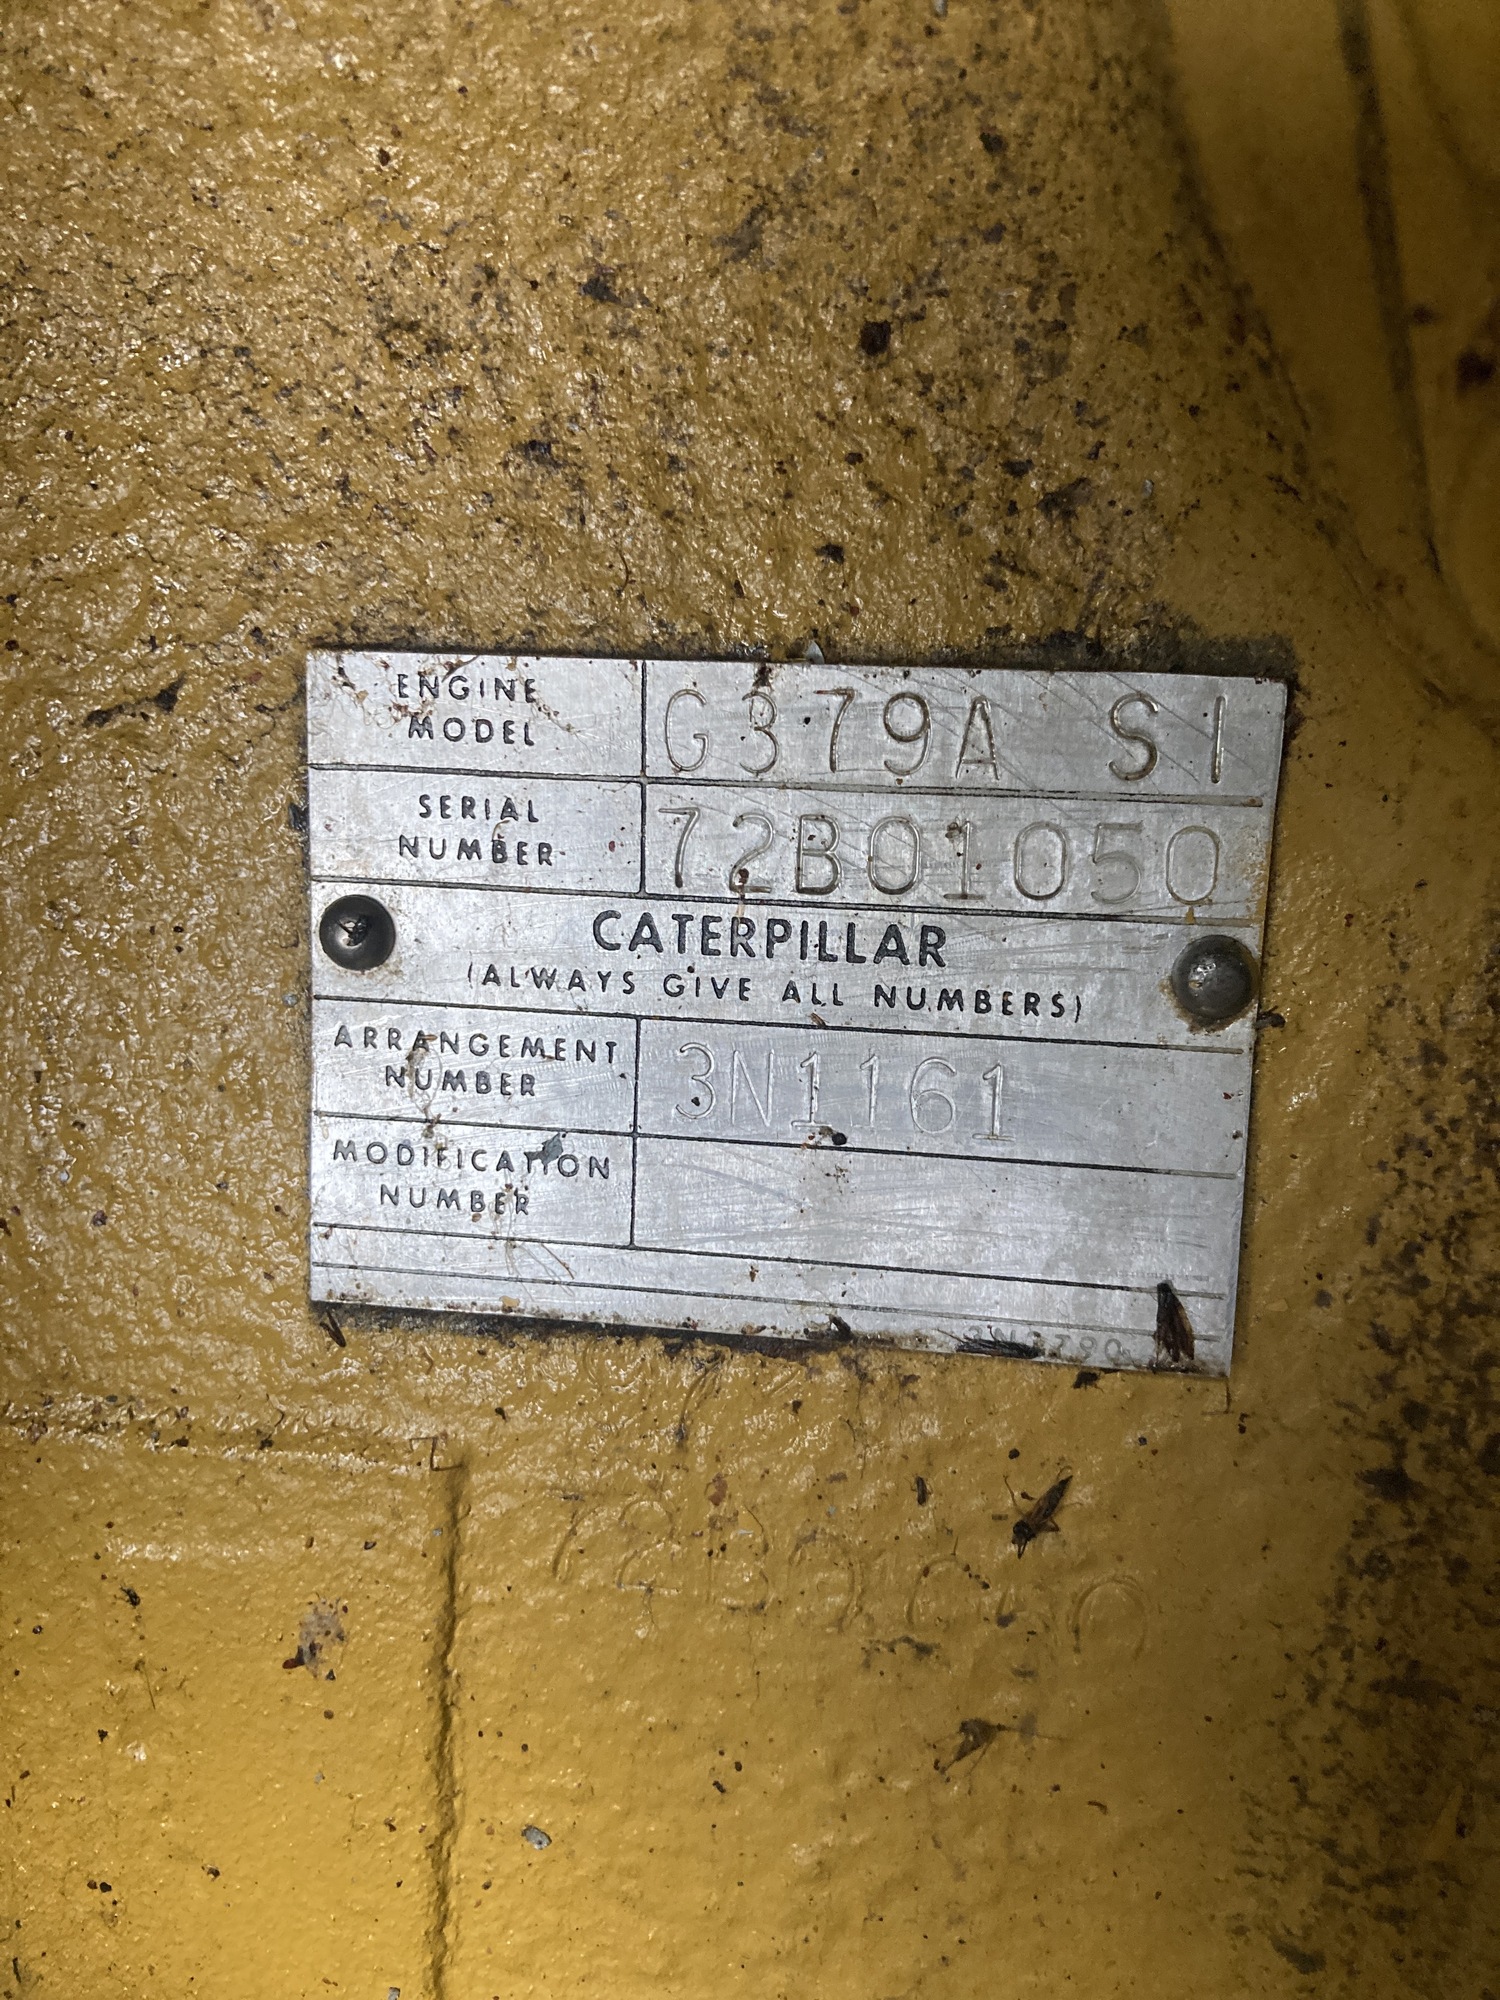 ENGINE MODEL G379A SI
SERIAL NUMBER 72B01050
CATERPILLAR
(ALWAYS GIVE ALL NUMBERS)
ARRANGEMENT NUMBER 3N1161
MODIFICATION NUMBER